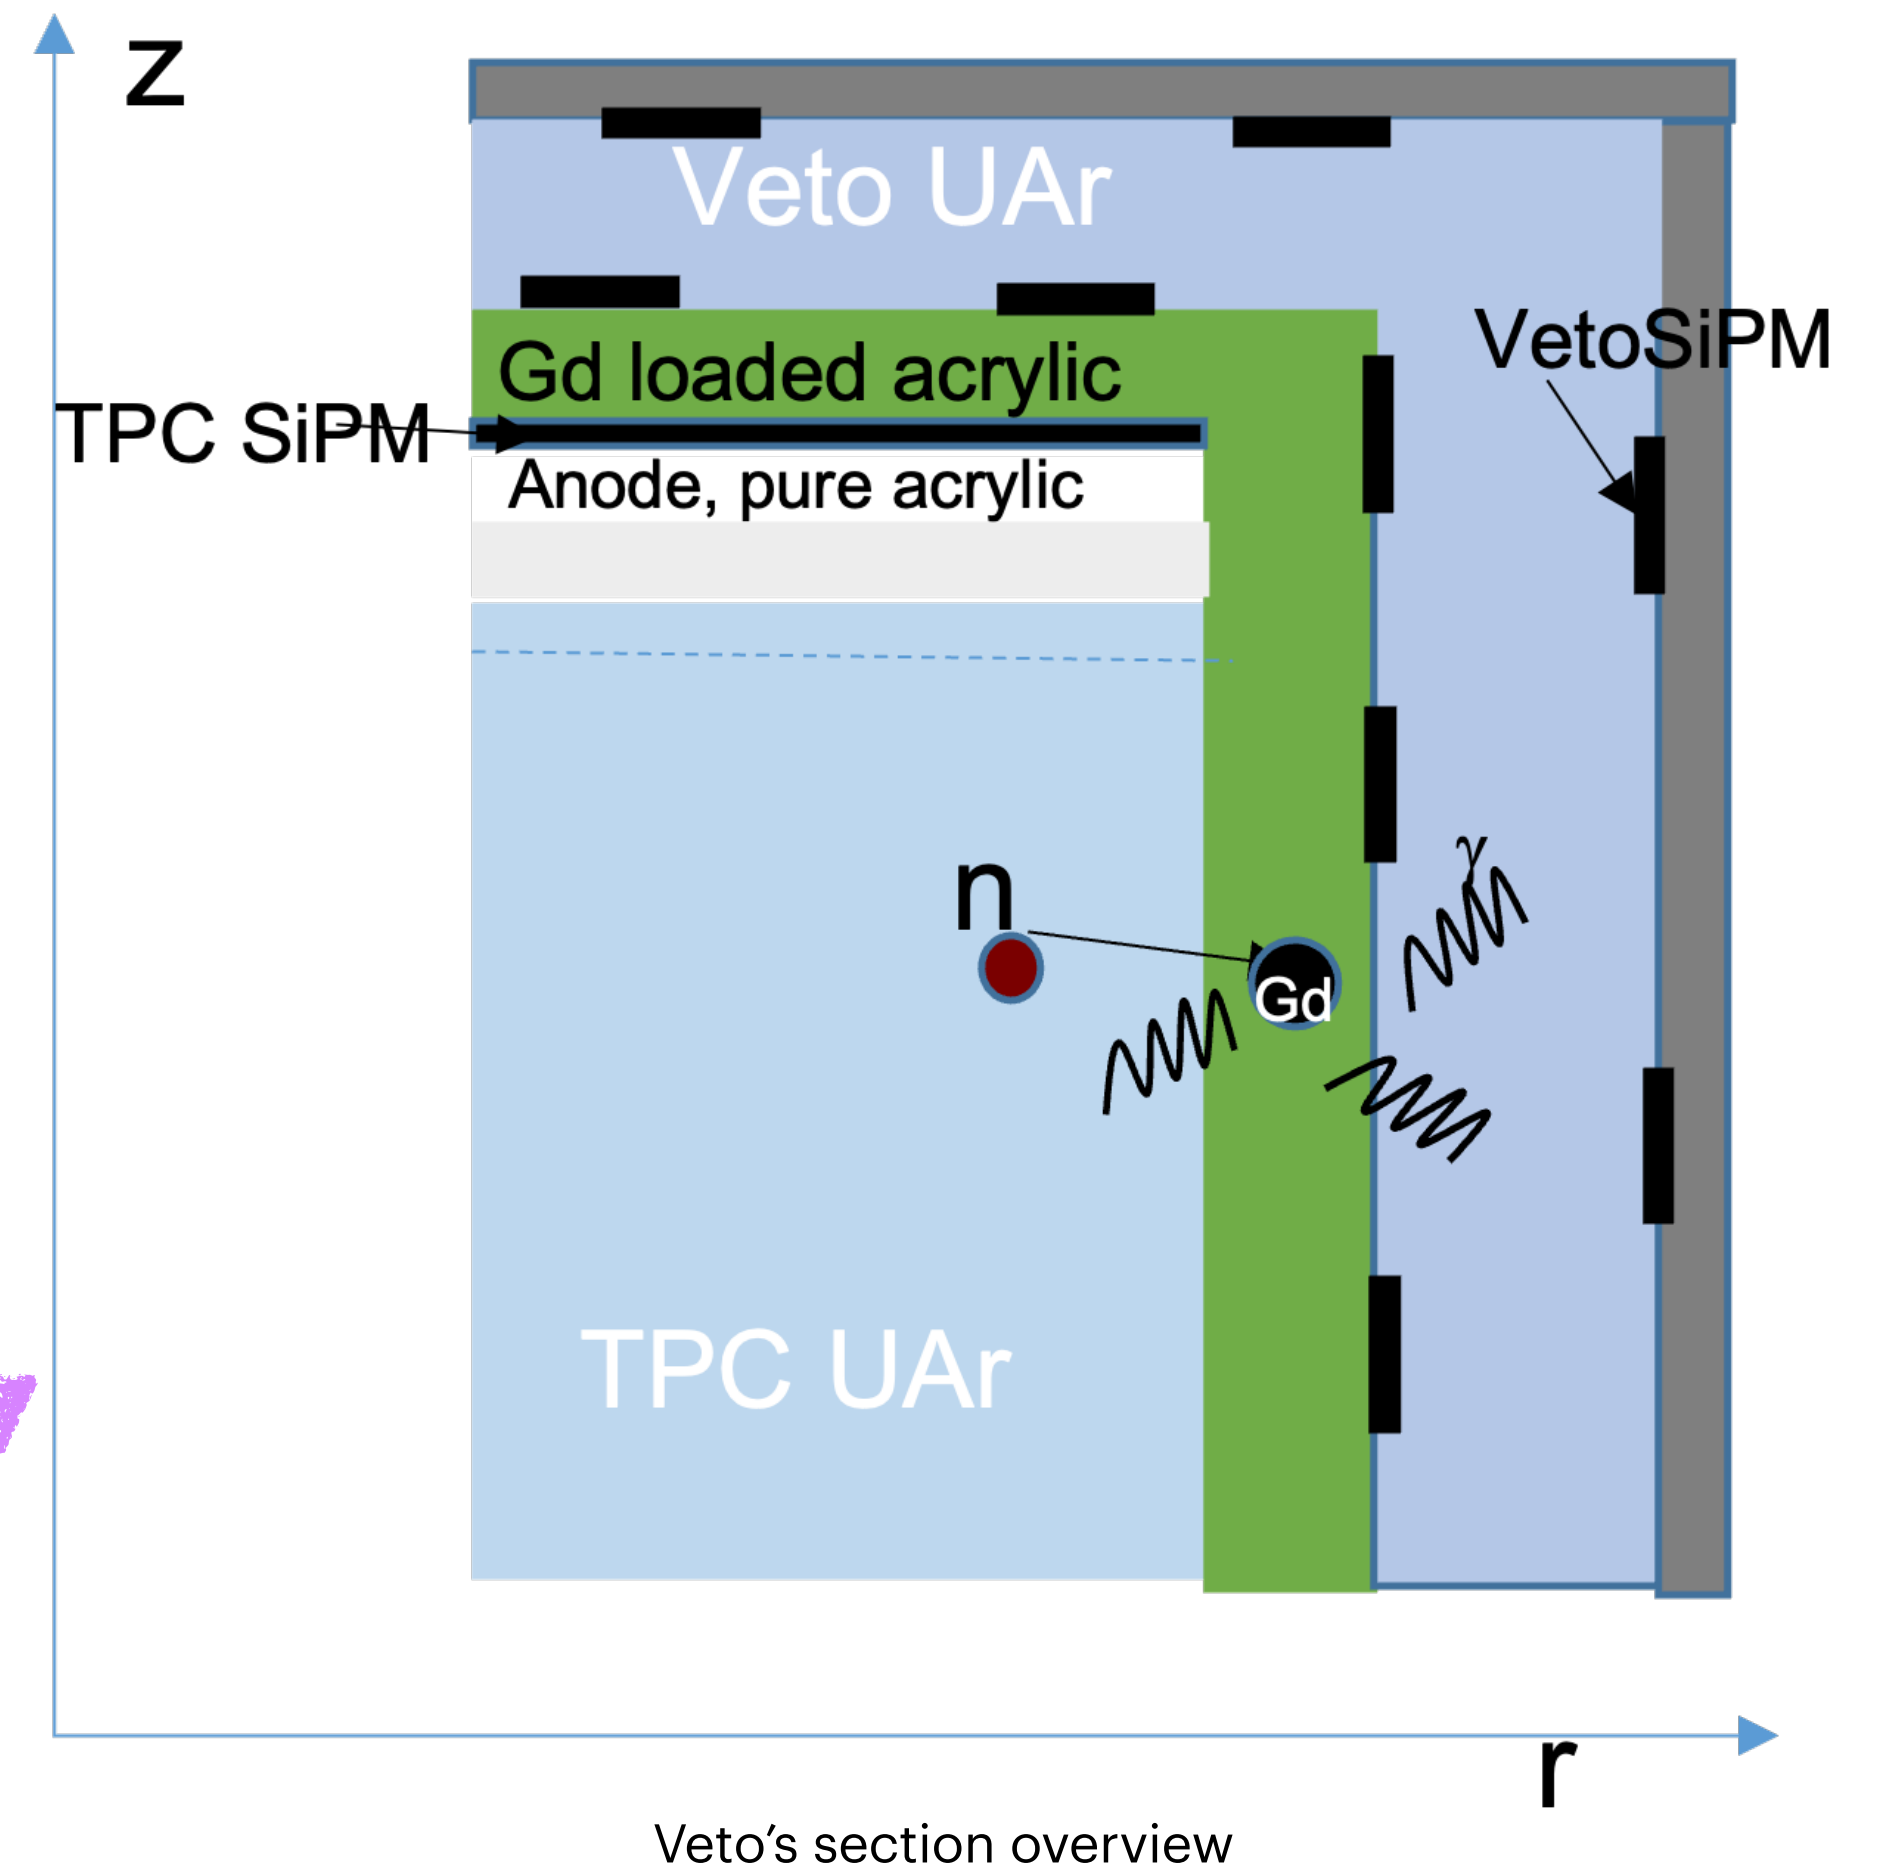 z
Veto UAr
VetoSiPM
Gd loaded acrylic
TPC SiPM
Anode, pure acrylic
γ
n
Gd
TPC UAr
r
Veto’s section overview